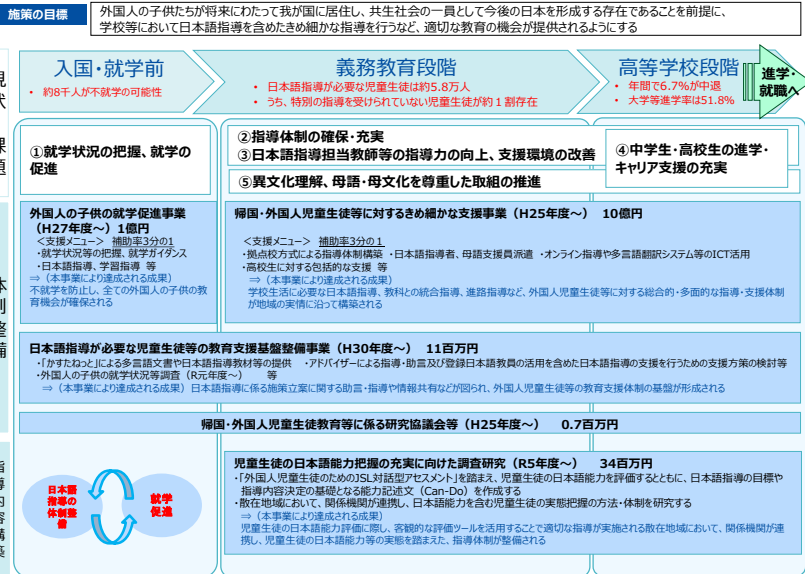 施策の目標
外国人の子供たちが将来にわたって我が国に居住し、共生社会の一員として今後の日本を形成する存在であることを前提に、
学校等において日本語指導を含めたきめ細かな指導を行うなど、適切な教育の機会が提供されるようにする
現状
課題
入国・就学前
・ 約8千人が不就学の可能性
義務教育段階
・ 日本語指導が必要な児童生徒は約5.8万人
・ うち、特別の指導を受けられていない児童生徒が約１割存在
高等学校段階
・ 年間で6.7%が中退
・ 大学等進学率は51.8%
進学・
就職へ
①就学状況の把握、就学の
促進
②指導体制の確保・充実
③日本語指導担当教師等の指導力の向上、支援環境の改善
④中学生・高校生の進学・
キャリア支援の充実
⑤異文化理解、母語・母文化を尊重した取組の推進
外国人の子供の就学促進事業
（H27年度～）1億円
＜支援メニュー＞ 補助率3分の1
・就学状況等の把握、就学ガイダンス
・日本語指導、学習指導 等
⇒（本事業により達成される成果）
不就学を防止し、全ての外国人の子供の教
育機会が確保される
帰国・外国人児童生徒等に対するきめ細かな支援事業（H25年度～） 10億円
＜支援メニュー＞ 補助率3分の１
・拠点校方式による指導体制構築 ・日本語指導者、母語支援員派遣 ・オンライン指導や多言語翻訳システム等のICT活用
・高校生に対する包括的な支援 等
⇒（本事業により達成される成果）
学校生活に必要な日本語指導、教科との統合指導、進路指導など、外国人児童生徒等に対する総合的・多面的な指導・支援体制
が地域の実情に沿って構築される
本
制
整
備
日本語指導が必要な児童生徒等の教育支援基盤整備事業（H30年度～） 11百万円
・「かすたねっと」による多言語文書や日本語指導教材等の提供 ・アドバイザーによる指導・助言及び登録日本語教員の活用を含めた日本語指導の支援を行うための支援方策の検討等
・外国人の子供の就学状況等調査（R元年度～） 等
⇒（本事業により達成される成果）日本語指導に係る施策立案に関する助言・指導や情報共有などが図られ、外国人児童生徒等の教育支援体制の基盤が形成される
帰国・外国人児童生徒教育等に係る研究協議会等（H25年度～） 0.7百万円
指導内容構築
日本語
指導の
体制整
備
就学
促進
児童生徒の日本語能力把握の充実に向けた調査研究（R5年度～） 34百万円
・「外国人児童生徒のためのJSL対話型アセスメント」を踏まえ、児童生徒の日本語能力を評価するとともに、日本語指導の目標や
指導内容決定の基礎となる能力記述文（Can-Do）を作成する
・散在地域において、関係機関が連携し、日本語能力を含む児童生徒の実態把握の方法・体制を研究する
⇒（本事業により達成される成果）
児童生徒の日本語能力評価に際し、客観的な評価ツールを活用することで適切な指導が実施される散在地域において、関係機関が連
携し、児童生徒の日本語能力等の実態を踏まえた、指導体制が整備される